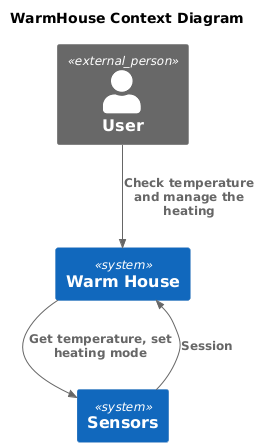 WarmHouse Context Diagram
«external_person»
User
Check temperature
and manage the
heating
«system»
Warm House
Get temperature, set
heating mode
Session
«system»
Sensors